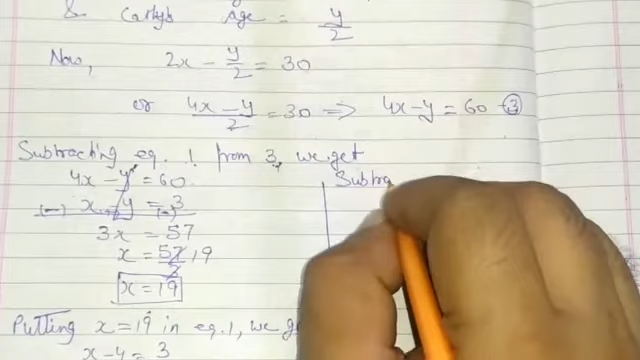 & Cathy's Age = y/2
Now, 2x - y/2 = 30
or 4x - y/2 = 30 ⇒ 4x - y = 60 - ③
Subtracting eq. 1 from 3, we get
4x - y = 60
(-) x - y = 3 (-)
3x = 57
x = 57/3 19
x = 19
Subtra
Putting x = 19 in eq. 1, we ge
x - y = 3